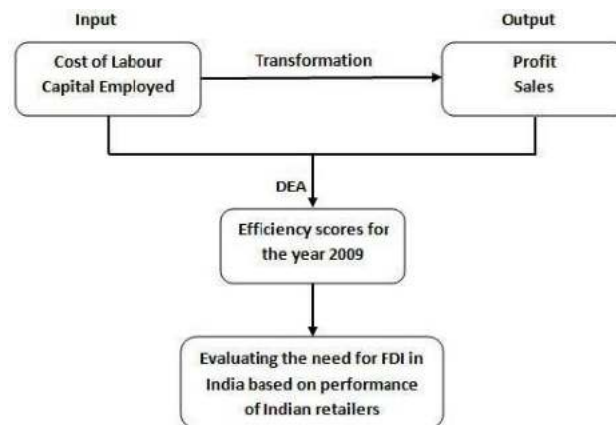 Input
Output
Cost of Labour
Capital Employed
Transformation
Profit
Sales
DEA
Efficiency scores for
the year 2009
Evaluating the need for FDI in
India based on performance
of Indian retailers